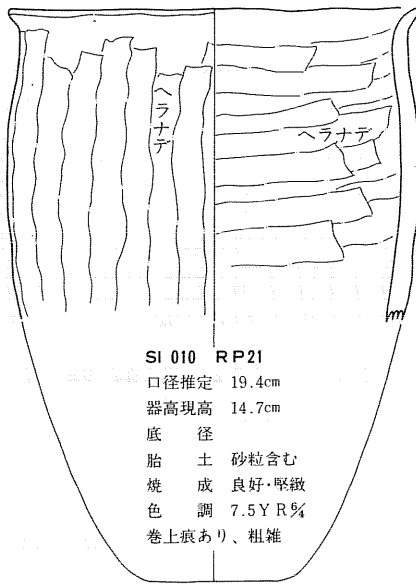 ヘラナデ
ヘラナデ
SI 010 RP21
口径推定 19.4cm
器高現高 14.7cm
底径
胎土 砂粒含む
焼成 良好・堅緻
色調 7.5YR6/4
巻上痕あり、粗雑